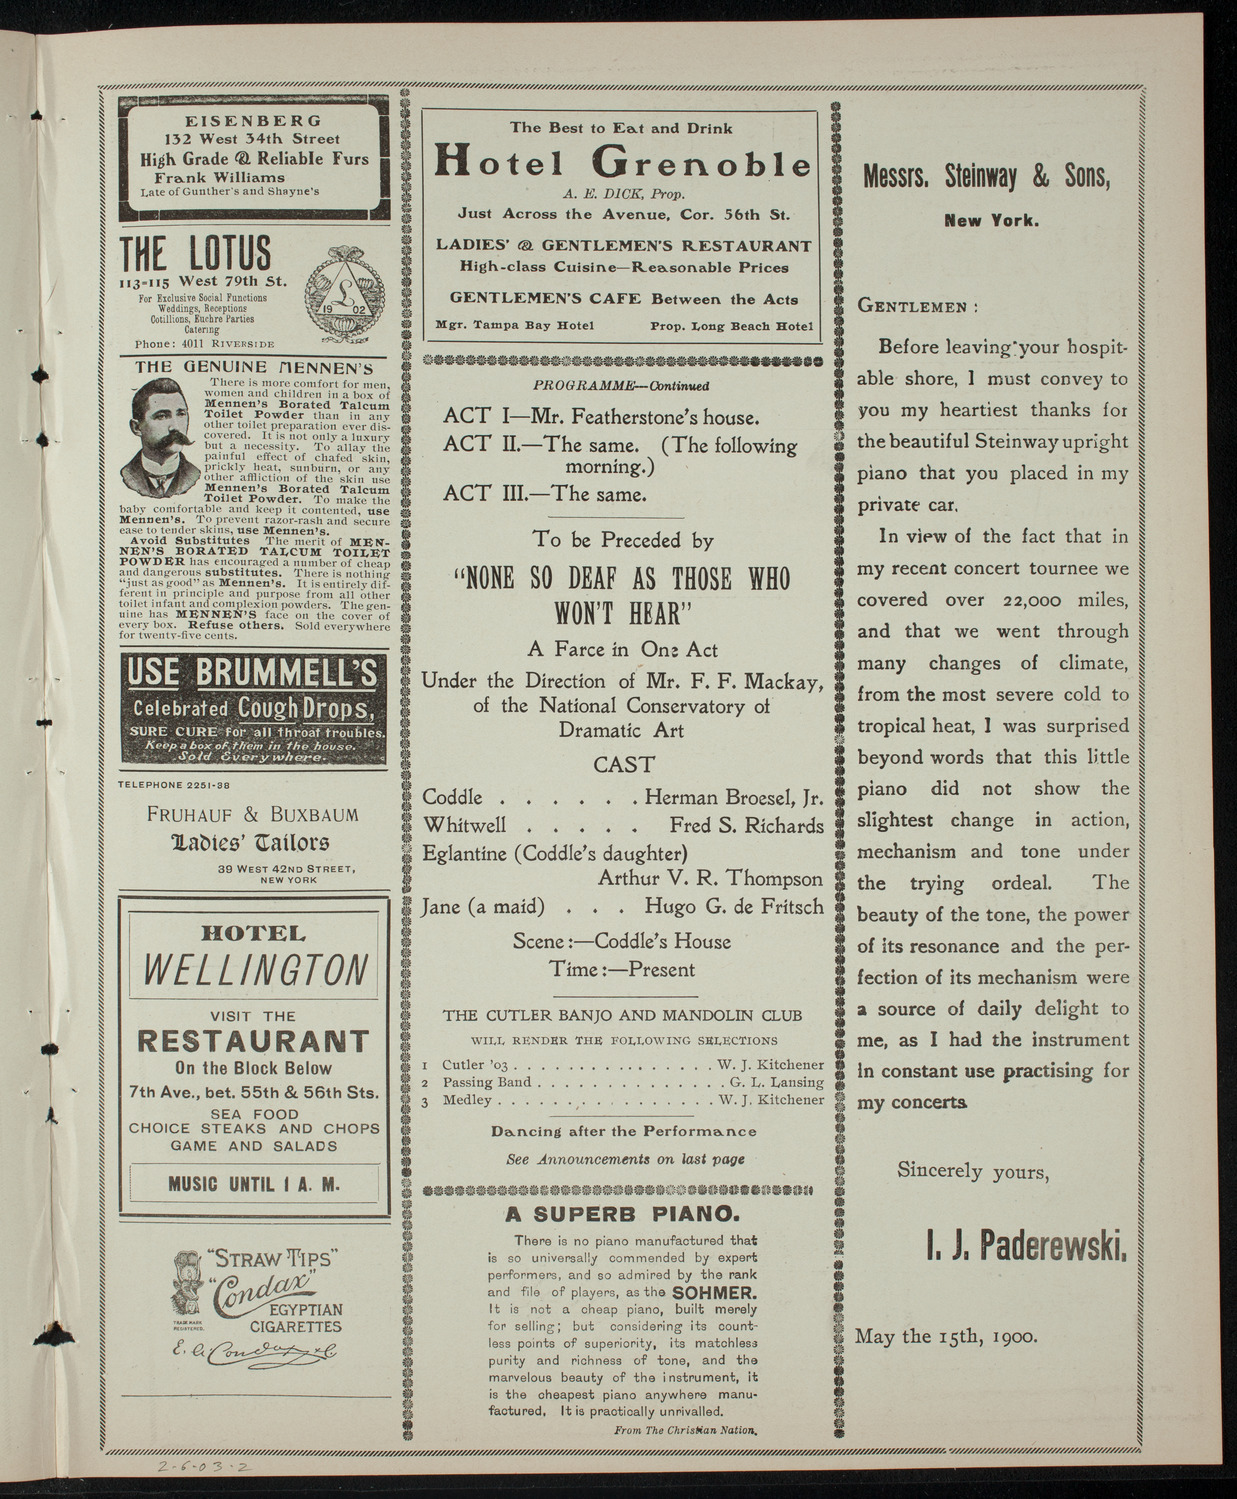 EISENBERG
132 West 34th Street
High Grade & Reliable Furs
Frank Williams
Late of Gunther's and Shayne's
THE LOTUS
113-115 West 79th St.
For Exclusive Social Functions
Weddings, Receptions
Cotillions, Euchre Parties
Catering
Phone: 4011 RIVERSIDE
L
19 02
THE GENUINE MENNEN'S
There is more comfort for men,
women and children in a box of
Mennen's Borated Talcum
Toilet Powder than in any
other toilet preparation ever dis-
covered. It is not only a luxury
but a necessity. To allay the
painful effect of chafed skin,
prickly heat, sunburn, or any
other affliction of the skin use
Mennen's Borated Talcum
Toilet Powder. To make the
baby comfortable and keep it contented, use
Mennen's. To prevent razor-rash and secure
ease to tender skins, use Mennen's.
Avoid Substitutes The merit of MEN-
NEN'S BORATED TALCUM TOILET
POWDER has encouraged a number of cheap
and dangerous substitutes. There is nothing
"just as good" as Mennen's. It is entirely dif-
ferent in principle and purpose from all other
toilet infant and complexion powders. The gen-
uine has MENNEN'S face on the cover of
every box. Refuse others. Sold everywhere
for twenty-five cents.
USE BRUMMELL'S
Celebrated Cough Drops,
SURE CURE for all throat troubles.
Keep a box of them in the house.
Sold Everywhere.
TELEPHONE 2251-38
FRUHAUF & BUXBAUM
Ladies' Tailors
39 WEST 42ND STREET,
NEW YORK
HOTEL
WELLINGTON
VISIT THE
RESTAURANT
On the Block Below
7th Ave., bet. 55th & 56th Sts.
SEA FOOD
CHOICE STEAKS AND CHOPS
GAME AND SALADS
MUSIC UNTIL 1 A. M.
"STRAW TIPS"
"Condax"
EGYPTIAN
CIGARETTES
TRADE MARK
REGISTERED.
E. A. Condax & Co
2-6-03-2
The Best to Eat and Drink
Hotel Grenoble
A. E. DICK, Prop.
Just Across the Avenue, Cor. 56th St.
LADIES' & GENTLEMEN'S RESTAURANT
High-class Cuisine—Reasonable Prices
GENTLEMEN'S CAFE Between the Acts
Mgr. Tampa Bay Hotel Prop. Long Beach Hotel
PROGRAMME—Continued
ACT I—Mr. Featherstone's house.
ACT II.—The same. (The following
morning.)
ACT III.—The same.
To be Preceded by
"NONE SO DEAF AS THOSE WHO
WON'T HEAR"
A Farce in One Act
Under the Direction of Mr. F. F. Mackay,
of the National Conservatory of
Dramatic Art
CAST
Coddle . . . . . . Herman Broesel, Jr.
Whitwell . . . . . Fred S. Richards
Eglantine (Coddle's daughter)
Arthur V. R. Thompson
Jane (a maid) . . . Hugo G. de Fritsch
Scene:—Coddle's House
Time:—Present
THE CUTLER BANJO AND MANDOLIN CLUB
WILL RENDER THE FOLLOWING SELECTIONS
1 Cutler '03 . . . . . . . . . . . . . . . W. J. Kitchener
2 Passing Band . . . . . . . . . . . . . . G. L. Lansing
3 Medley . . . . . . . . . . . . . . . . . W. J. Kitchener
Dancing after the Performance
See Announcements on last page
A SUPERB PIANO.
There is no piano manufactured that
is so universally commended by expert
performers, and so admired by the rank
and file of players, as the SOHMER.
It is not a cheap piano, built merely
for selling; but considering its count-
less points of superiority, its matchless
purity and richness of tone, and the
marvelous beauty of the instrument, it
is the cheapest piano anywhere manu-
factured. It is practically unrivalled.
From The Christian Nation.
Messrs. Steinway & Sons,
New York.
GENTLEMEN:
Before leaving your hospit-
able shore, I must convey to
you my heartiest thanks for
the beautiful Steinway upright
piano that you placed in my
private car.
In view of the fact that in
my recent concert tournee we
covered over 22,000 miles,
and that we went through
many changes of climate,
from the most severe cold to
tropical heat, I was surprised
beyond words that this little
piano did not show the
slightest change in action,
mechanism and tone under
the trying ordeal. The
beauty of the tone, the power
of its resonance and the per-
fection of its mechanism were
a source of daily delight to
me, as I had the instrument
in constant use practising for
my concerts
Sincerely yours,
I. J. Paderewski.
May the 15th, 1900.